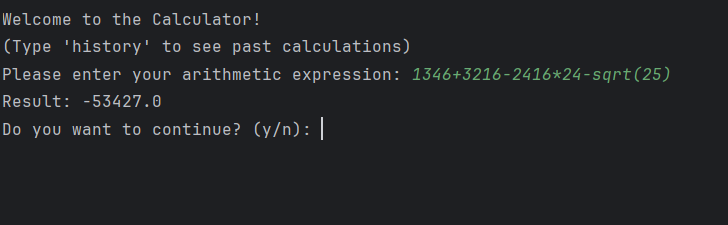 Welcome to the Calculator!
(Type 'history' to see past calculations)
Please enter your arithmetic expression: 1346+3216-2416*24-sqrt(25)
Result: -53427.0
Do you want to continue? (y/n):